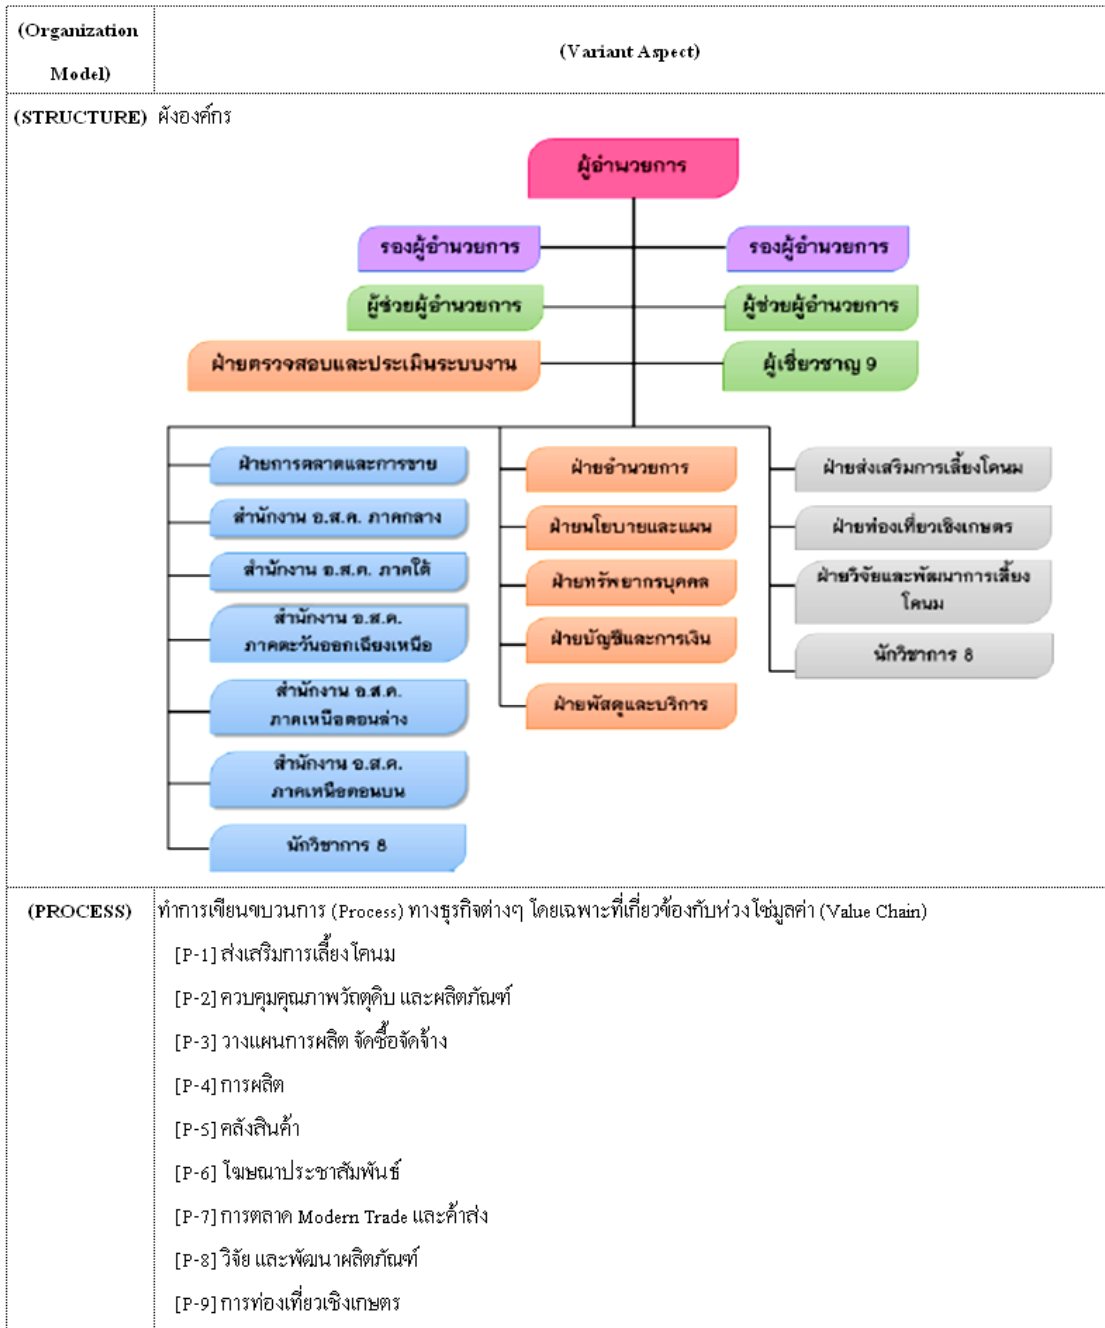 (Organization
Model)
(Variant Aspect)
(STRUCTURE)
ผังองค์กร
ผู้อำนวยการ
รองผู้อำนวยการ
รองผู้อำนวยการ
ผู้ช่วยผู้อำนวยการ
ผู้ช่วยผู้อำนวยการ
ฝ่ายตรวจสอบและประเมินระบบงาน
ผู้เชี่ยวชาญ 9
ฝ่ายการตลาดและการขาย
สำนักงาน อ.ส.ค. ภาคกลาง
สำนักงาน อ.ส.ค. ภาคใต้
สำนักงาน อ.ส.ค.
ภาคตะวันออกเฉียงเหนือ
สำนักงาน อ.ส.ค.
ภาคเหนือตอนล่าง
สำนักงาน อ.ส.ค.
ภาคเหนือตอนบน
นักวิชาการ 8
ฝ่ายอำนวยการ
ฝ่ายนโยบายและแผน
ฝ่ายทรัพยากรบุคคล
ฝ่ายบัญชีและการเงิน
ฝ่ายพัสดุและบริการ
ฝ่ายส่งเสริมการเลี้ยงโคนม
ฝ่ายท่องเที่ยวเชิงเกษตร
ฝ่ายวิจัยและพัฒนาการเลี้ยง
โคนม
นักวิชาการ 8
(PROCESS)
ทำการเขียนขบวนการ (Process) ทางธุรกิจต่างๆ โดยเฉพาะที่เกี่ยวข้องกับห่วงโซ่มูลค่า (Value Chain)
[P-1] ส่งเสริมการเลี้ยงโคนม
[P-2] ควบคุมคุณภาพวัถตุดิบ และผลิตภัณฑ์
[P-3] วางแผนการผลิต จัดซื้อจัดจ้าง
[P-4] การผลิต
[P-5] คลังสินค้า
[P-6] โฆษณาประชาสัมพันธ์
[P-7] การตลาด Modern Trade และค้าส่ง
[P-8] วิจัย และพัฒนาผลิตภัณฑ์
[P-9] การท่องเที่ยวเชิงเกษตร